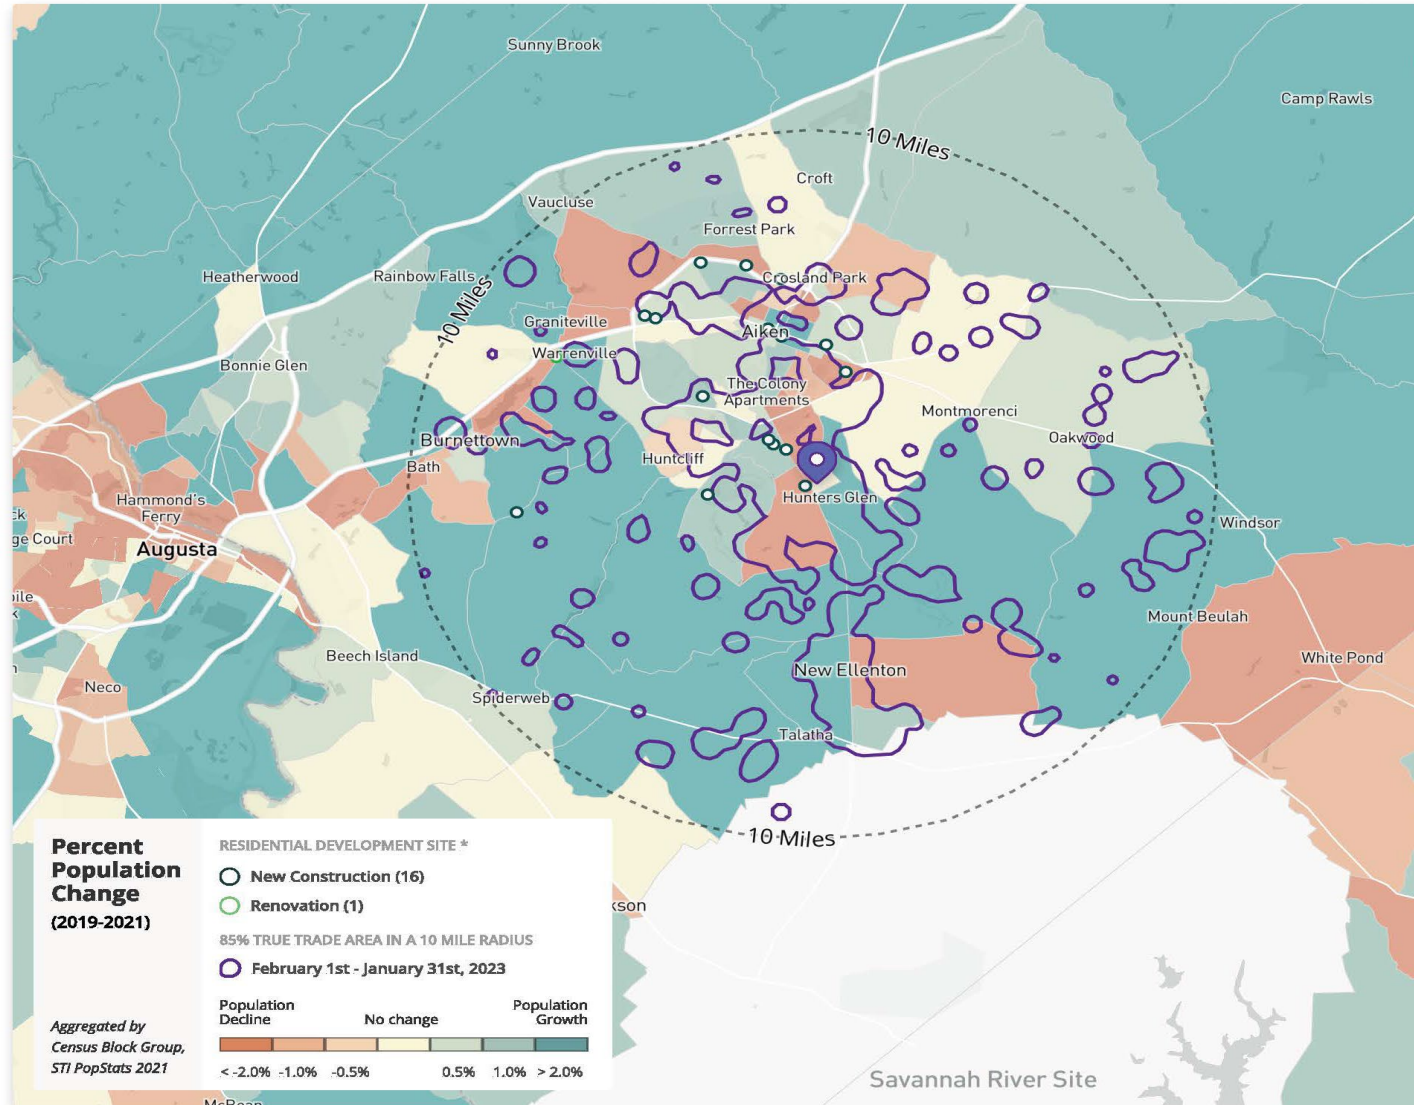 Sunny Brook
Camp Rawls
10 Miles
Croft
Vaucluse
Forrest Park
Heatherwood
Rainbow Falls
Crosland Park
10 Miles
Graniteville
Aiken
Warrenville
Bonnie Glen
The Colony
Apartments
Montmorenci
Burnettown
Oakwood
Huntcliff
Bath
Hunters Glen
Hammond's
Ferry
ck
Windsor
ge Court
Augusta
ile
k
Mount Beulah
Beech Island
White Pond
New Ellenton
Neco
Spiderweb
Talatha
10 Miles
kson
Savannah River Site
McBean
Percent
Population
Change
(2019-2021)
Aggregated by
Census Block Group,
STI PopStats 2021
RESIDENTIAL DEVELOPMENT SITE *
New Construction (16)
Renovation (1)
85% TRUE TRADE AREA IN A 10 MILE RADIUS
February 1st - January 31st, 2023
Population
Decline
No change
Population
Growth
< -2.0% -1.0% -0.5% 0.5% 1.0% > 2.0%